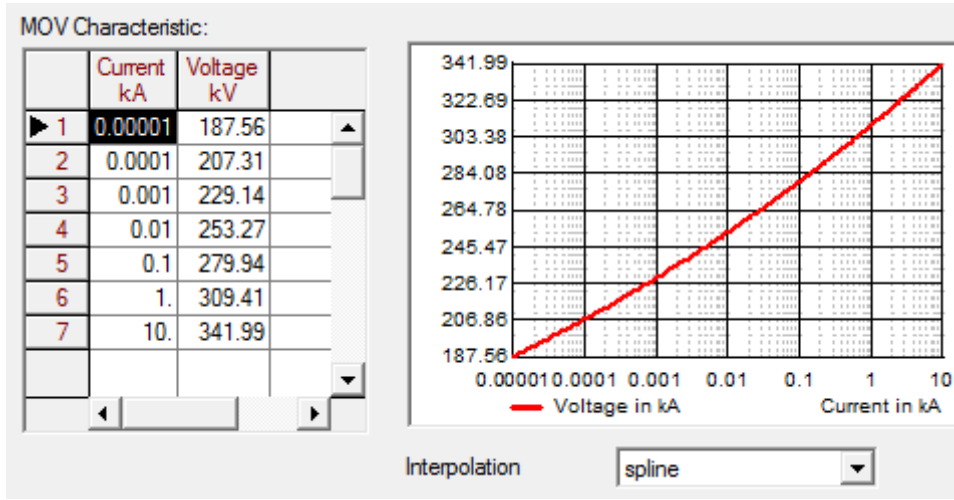 MOV Characteristic:
Current kA Voltage kV
1 0.00001 187.56
2 0.0001 207.31
3 0.001 229.14
4 0.01 253.27
5 0.1 279.94
6 1. 309.41
7 10. 341.99
341.99
322.69
303.38
284.08
264.78
245.47
226.17
206.86
187.56
0.00001 0.0001 0.001 0.01 0.1 1 10
Voltage in kA Current in kA
Interpolation spline